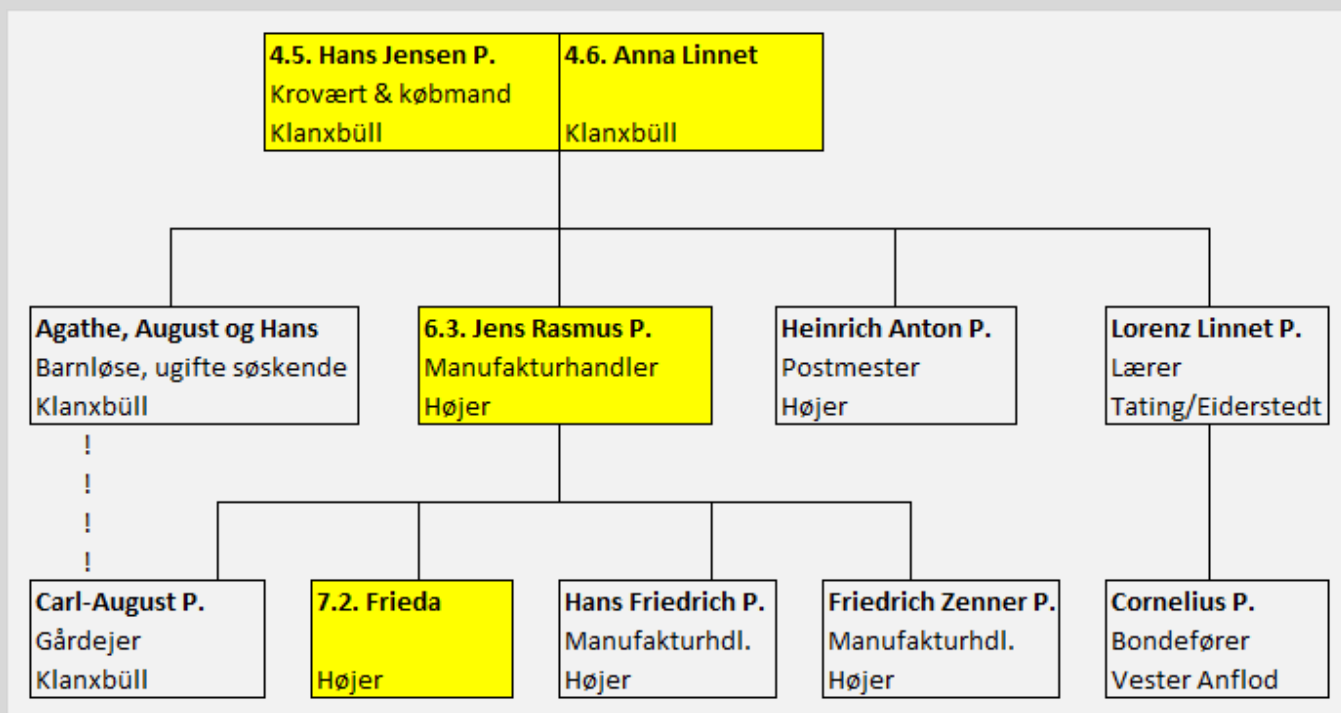 4.5. Hans Jensen P.
Krovært & købmand
Klanxbüll
4.6. Anna Linnet
Klanxbüll
Agathe, August og Hans
Barnløse, ugifte søskende
Klanxbüll
6.3. Jens Rasmus P.
Manufakturhandler
Højer
Heinrich Anton P.
Postmester
Højer
Lorenz Linnet P.
Lærer
Tating/Eiderstedt
!
!
!
!
Carl-August P.
Gårdejer
Klanxbüll
7.2. Frieda
Højer
Hans Friedrich P.
Manufakturhdl.
Højer
Friedrich Zenner P.
Manufakturhdl.
Højer
Cornelius P.
Bondefører
Vester Anflod